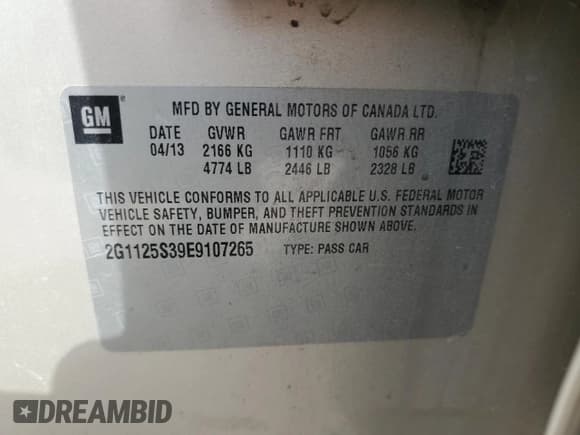 GM
MFD BY GENERAL MOTORS OF CANADA LTD.
DATE GVWR GAWR FRT GAWR RR
04/13 2166 KG 1110 KG 1056 KG
4774 LB 2446 LB 2328 LB
THIS VEHICLE CONFORMS TO ALL APPLICABLE U.S. FEDERAL MOTOR
VEHICLE SAFETY, BUMPER, AND THEFT PREVENTION STANDARDS IN
EFFECT ON THE DATE OF MANUFACTURE SHOWN ABOVE.
2G1125S39E9107265 TYPE: PASS CAR
DREAMBID